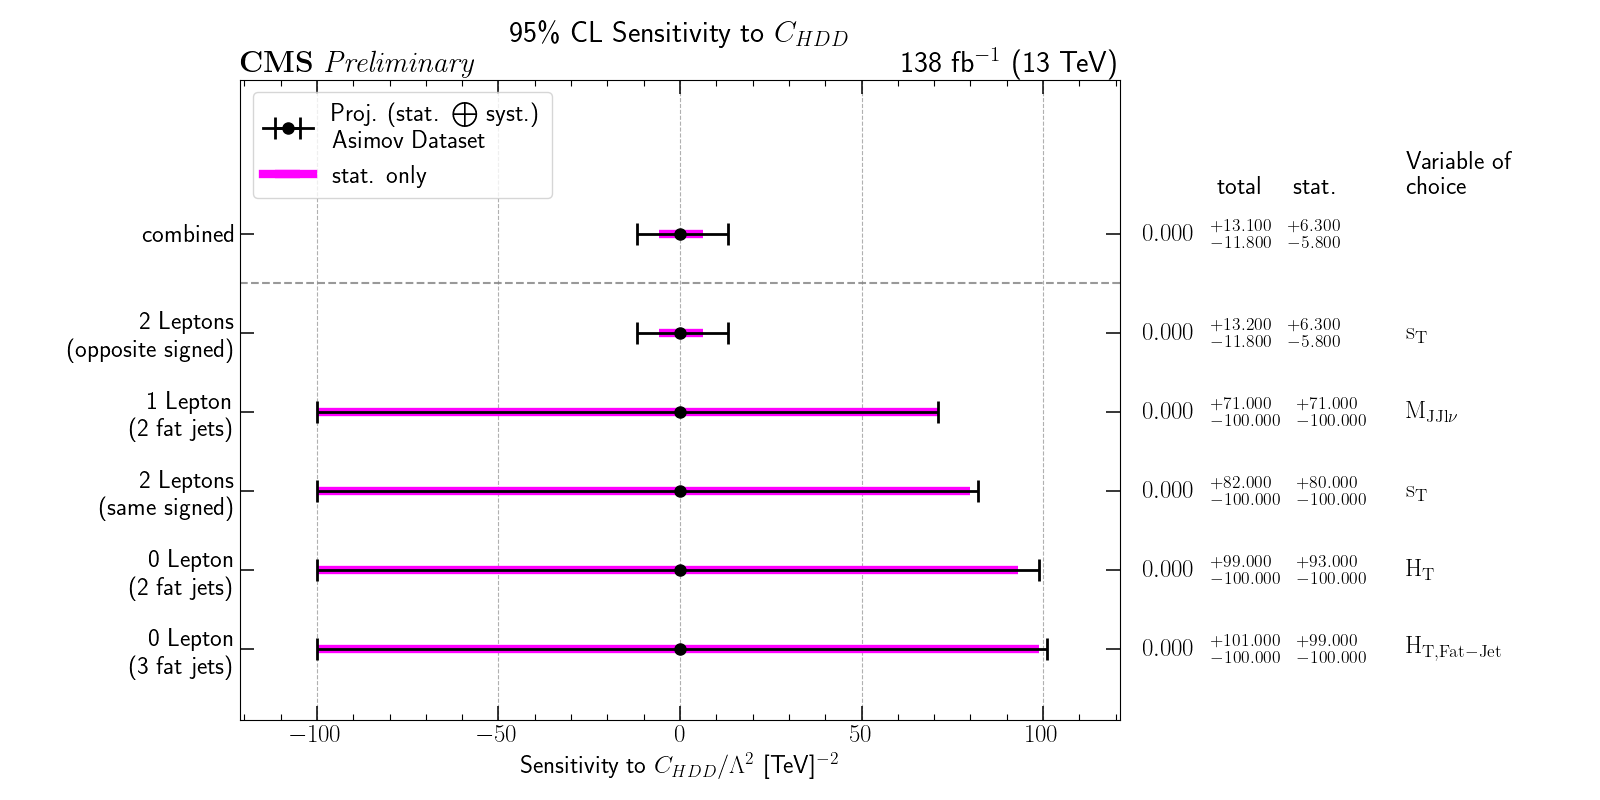 95% CL Sensitivity to C_HDD
CMS Preliminary 138 fb⁻¹ (13 TeV)
Proj. (stat. ⨁ syst.)
Asimov Dataset
stat. only
total stat. Variable of
choice
combined 0.000 +13.100 −11.800 +6.300 −5.800
2 Leptons
(opposite signed) 0.000 +13.200 −11.800 +6.300 −5.800 s_T
1 Lepton
(2 fat jets) 0.000 +71.000 −100.000 +71.000 −100.000 M_JJlν
2 Leptons
(same signed) 0.000 +82.000 −100.000 +80.000 −100.000 s_T
0 Lepton
(2 fat jets) 0.000 +99.000 −100.000 +93.000 −100.000 H_T
0 Lepton
(3 fat jets) 0.000 +101.000 −100.000 +99.000 −100.000 H_T,Fat−Jet
−100 −50 0 50 100
Sensitivity to C_HDD/Λ² [TeV]⁻²